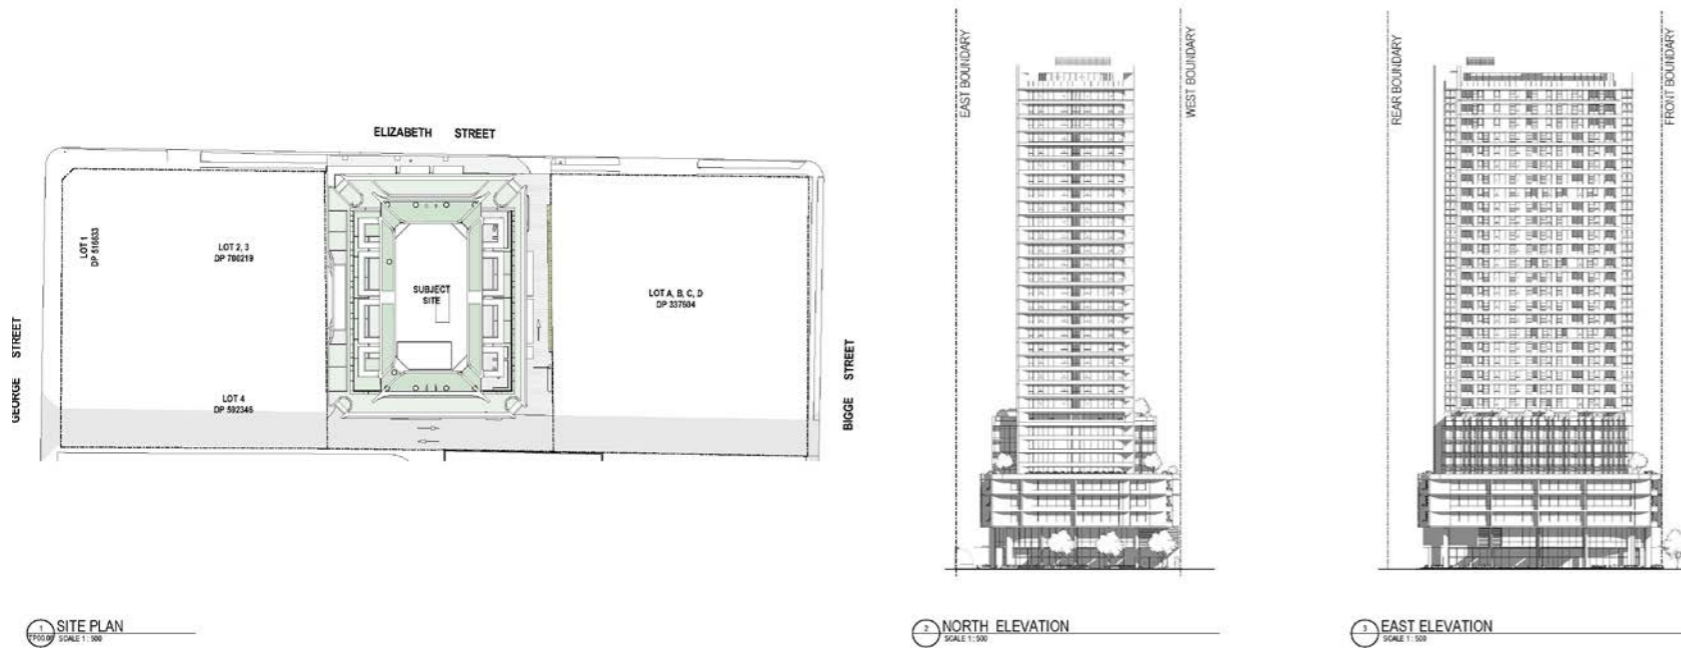 ELIZABETH STREET
LOT 1
DP 516633
LOT 2, 3
DP 700219
SUBJECT
SITE
LOT A, B, C, D
DP 337604
LOT 4
DP 592346
GEORGE STREET
BIGGE STREET
1
SITE PLAN
SCALE 1 : 500
EAST BOUNDARY
WEST BOUNDARY
2
NORTH ELEVATION
SCALE 1 : 500
REAR BOUNDARY
FRONT BOUNDARY
3
EAST ELEVATION
SCALE 1 : 500